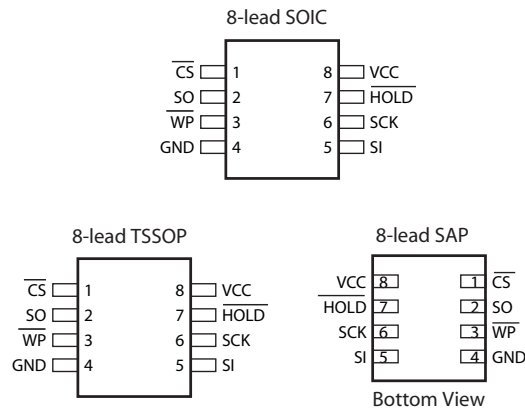 8-lead SOIC
CS 1 8 VCC
SO 2 7 HOLD
WP 3 6 SCK
GND 4 5 SI
8-lead TSSOP
CS 1 8 VCC
SO 2 7 HOLD
WP 3 6 SCK
GND 4 5 SI
8-lead SAP
VCC 8 1 CS
HOLD 7 2 SO
SCK 6 3 WP
SI 5 4 GND
Bottom View